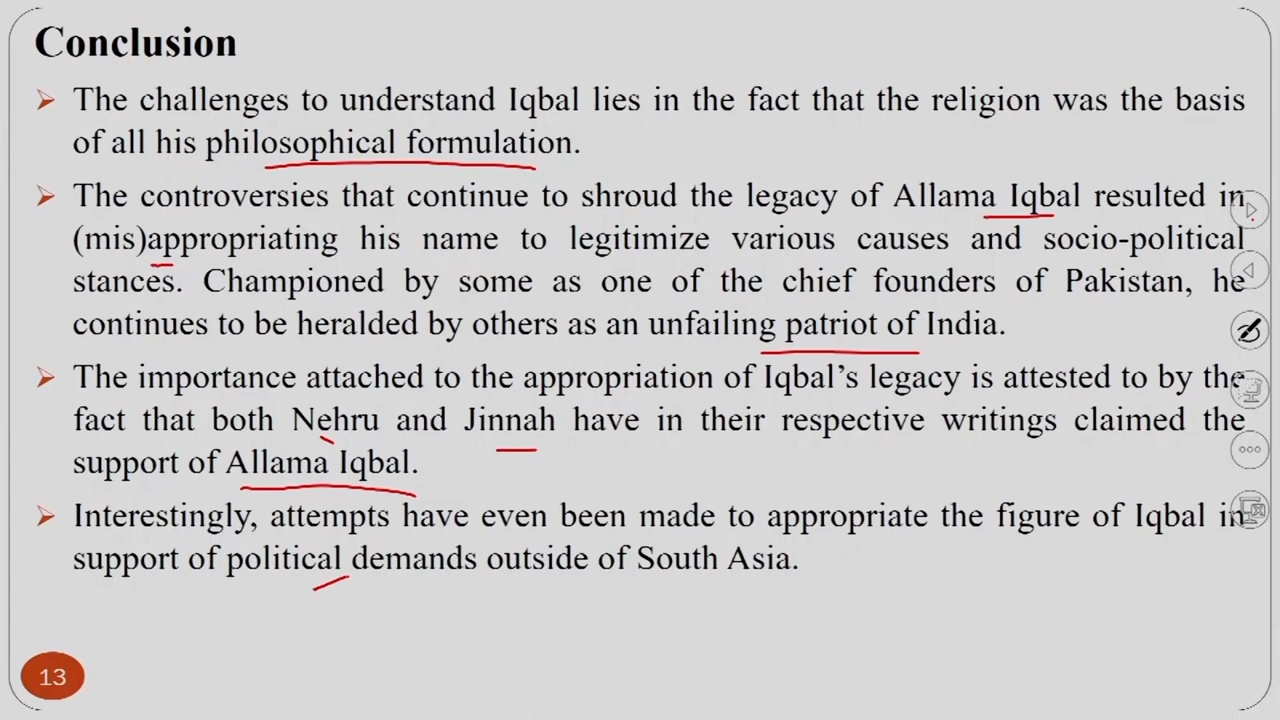 Conclusion
The challenges to understand Iqbal lies in the fact that the religion was the basis
of all his philosophical formulation.
The controversies that continue to shroud the legacy of Allama Iqbal resulted in
(mis)appropriating his name to legitimize various causes and socio-political
stances. Championed by some as one of the chief founders of Pakistan, he
continues to be heralded by others as an unfailing patriot of India.
The importance attached to the appropriation of Iqbal's legacy is attested to by the
fact that both Nehru and Jinnah have in their respective writings claimed the
support of Allama Iqbal.
Interestingly, attempts have even been made to appropriate the figure of Iqbal in
support of political demands outside of South Asia.
13